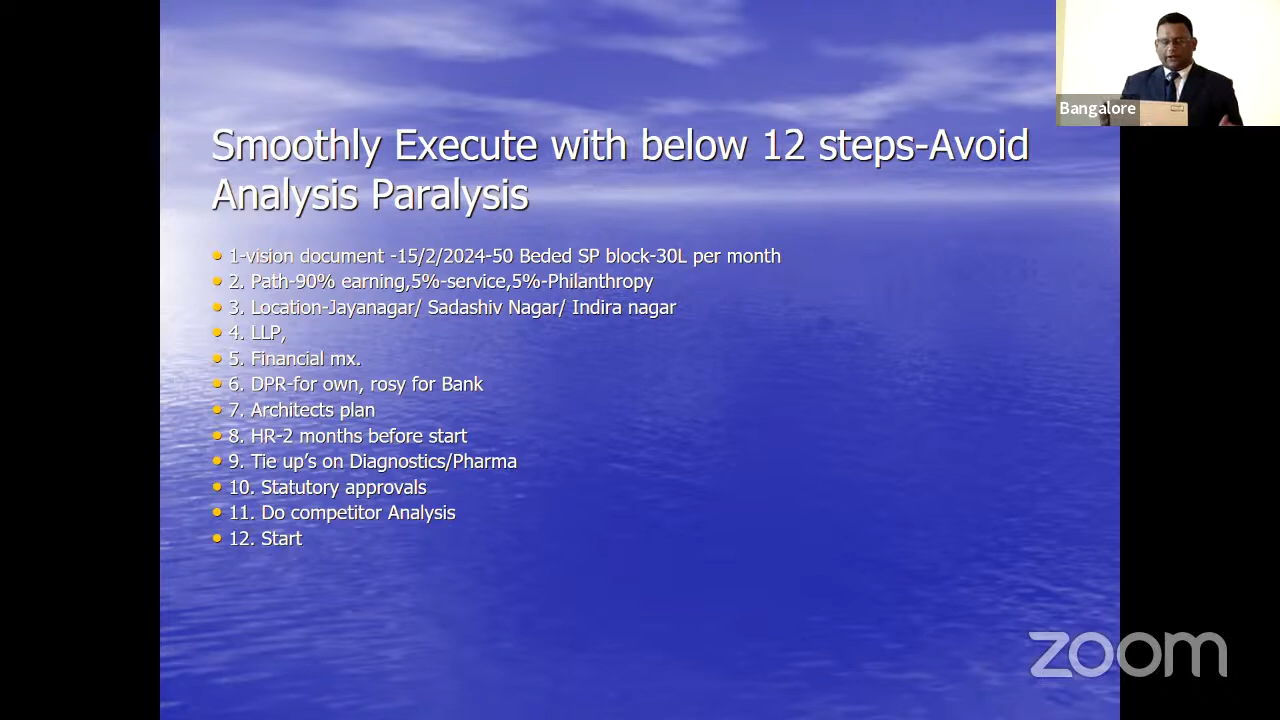 Bangalore
Smoothly Execute with below 12 steps-Avoid
Analysis Paralysis
1-vision document -15/2/2024-50 Beded SP block-30L per month
2. Path-90% earning,5%-service,5%-Philanthropy
3. Location-Jayanagar/ Sadashiv Nagar/ Indira nagar
4. LLP,
5. Financial mx.
6. DPR-for own, rosy for Bank
7. Architects plan
8. HR-2 months before start
9. Tie up’s on Diagnostics/Pharma
10. Statutory approvals
11. Do competitor Analysis
12. Start
zoom